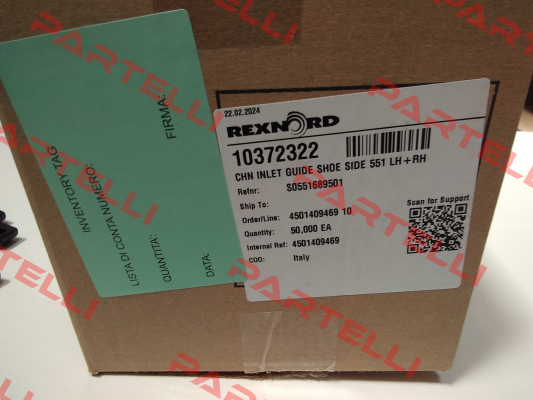 PARTELLI
INVENTORY TAG
LISTA DI CONTA NUMERO:
QUANTITA':
DATA:
FIRMA:
22.02.2024
REXNORD
10372322
CHN INLET GUIDE SHOE SIDE 551 LH+RH
Refnr: S0551689501
Ship To:
Order/Line: 4501409469 10
Quantity: 50,000 EA
Internal Ref: 4501409469
COO: Italy
Scan for Support
PARTELLI
PARTELLI
PARTELLI
PARTELLI